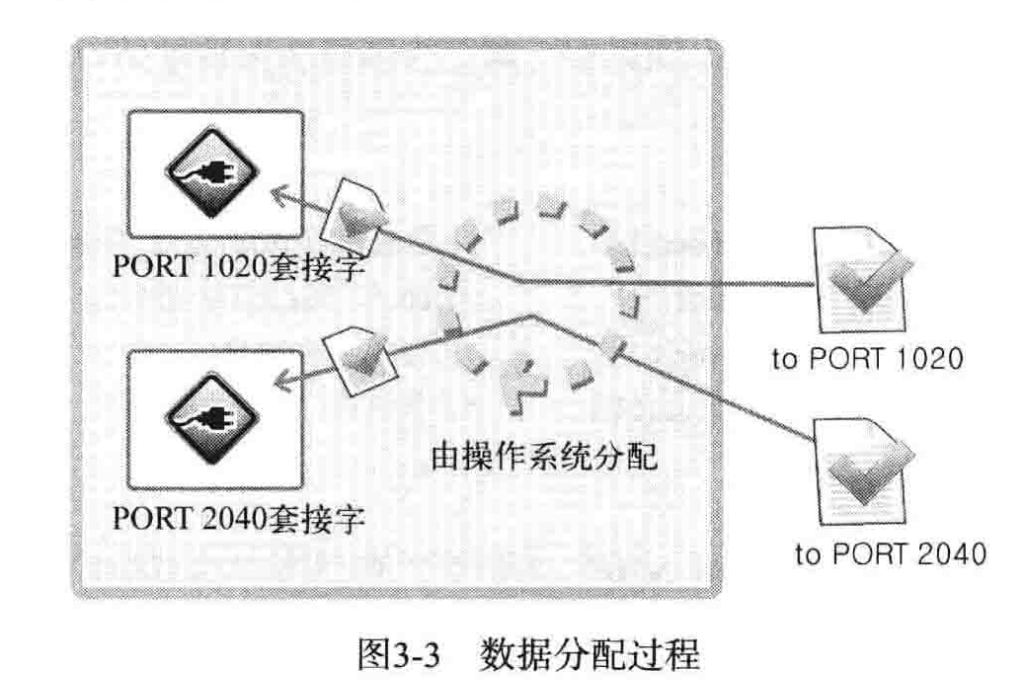 PORT 1020套接字
to PORT 1020
由操作系统分配
PORT 2040套接字
to PORT 2040
图3-3 数据分配过程